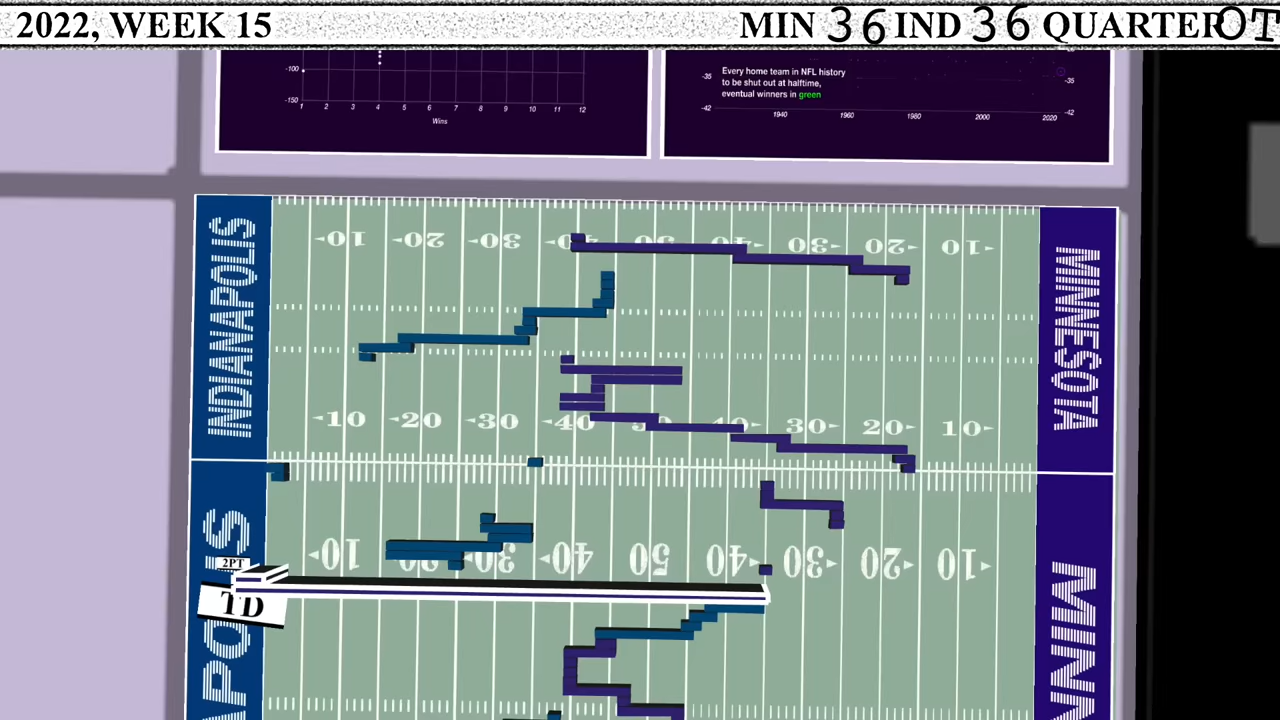 2022, WEEK 15
MIN 36 IND 36 QUARTER OT
-100
-150
1 2 3 4 5 6 7 8 9 10 11 12
Wins
-35
-42
Every home team in NFL history
to be shut out at halftime,
eventual winners in green
1940 1960 1980 2000 2020
-35
-42
INDIANAPOLIS
10 20 30 40 50 40 30 20 10
MINNESOTA
10 20 30 40 50 40 30 20 10
10 20 30 40 50 40 30 20 10
2PT
TD
APOLIS
MINN